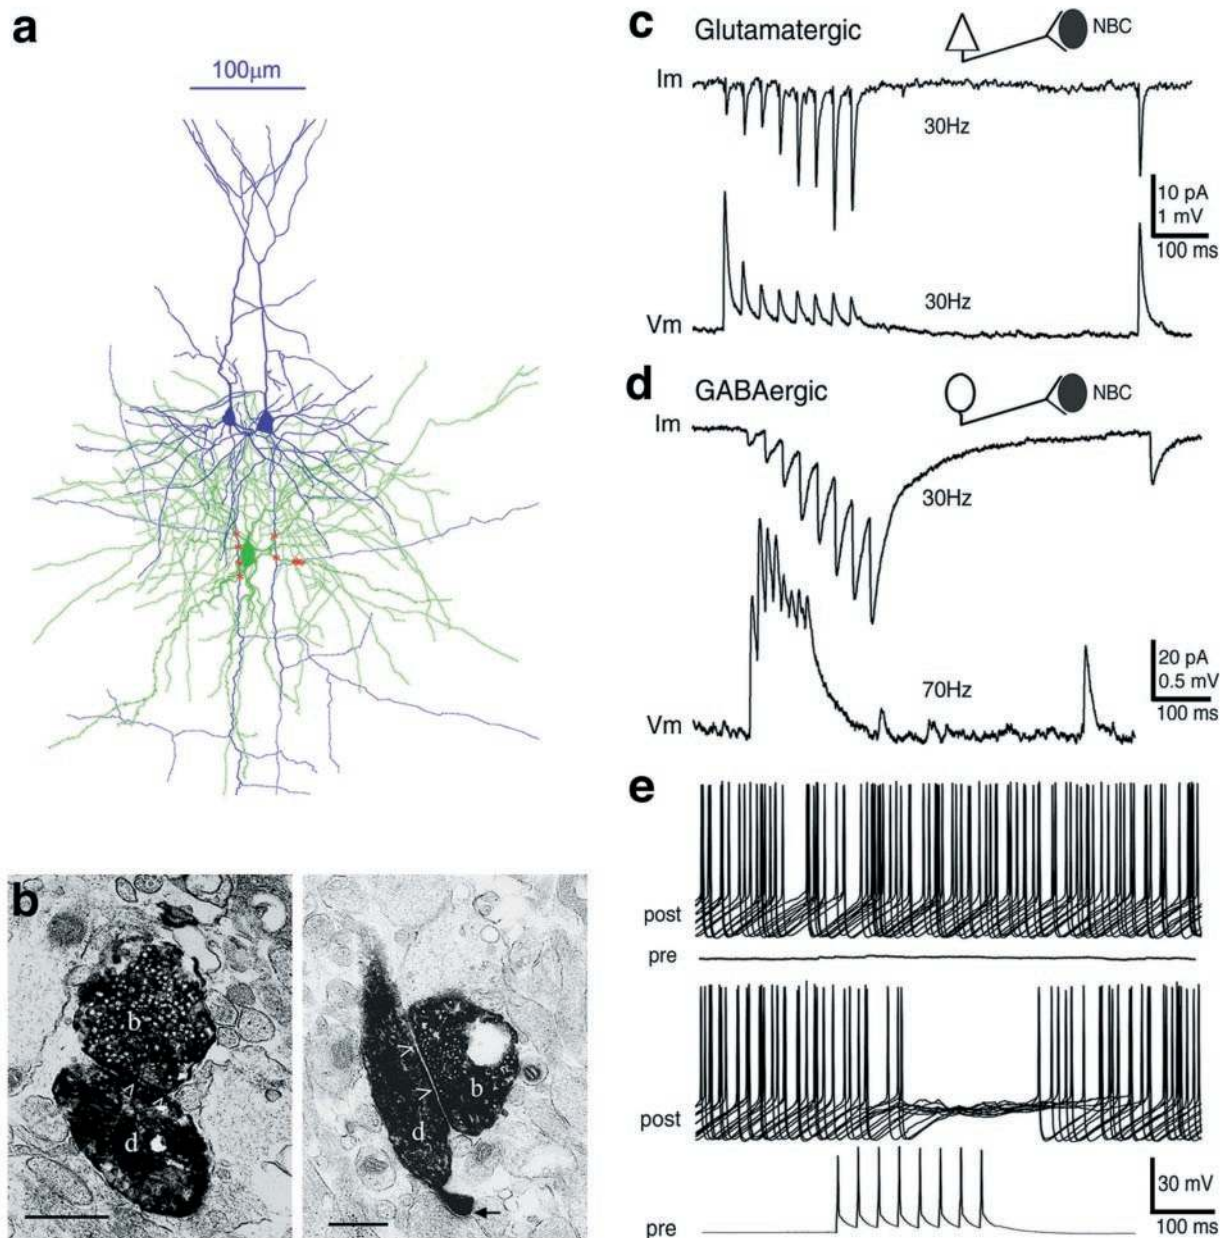 a
100μm
c
Glutamatergic
NBC
Im
30Hz
10 pA
1 mV
100 ms
30Hz
Vm
d
GABAergic
NBC
Im
30Hz
20 pA
0.5 mV
100 ms
70Hz
Vm
b
b
d
b
d
e
post
pre
post
pre
30 mV
100 ms